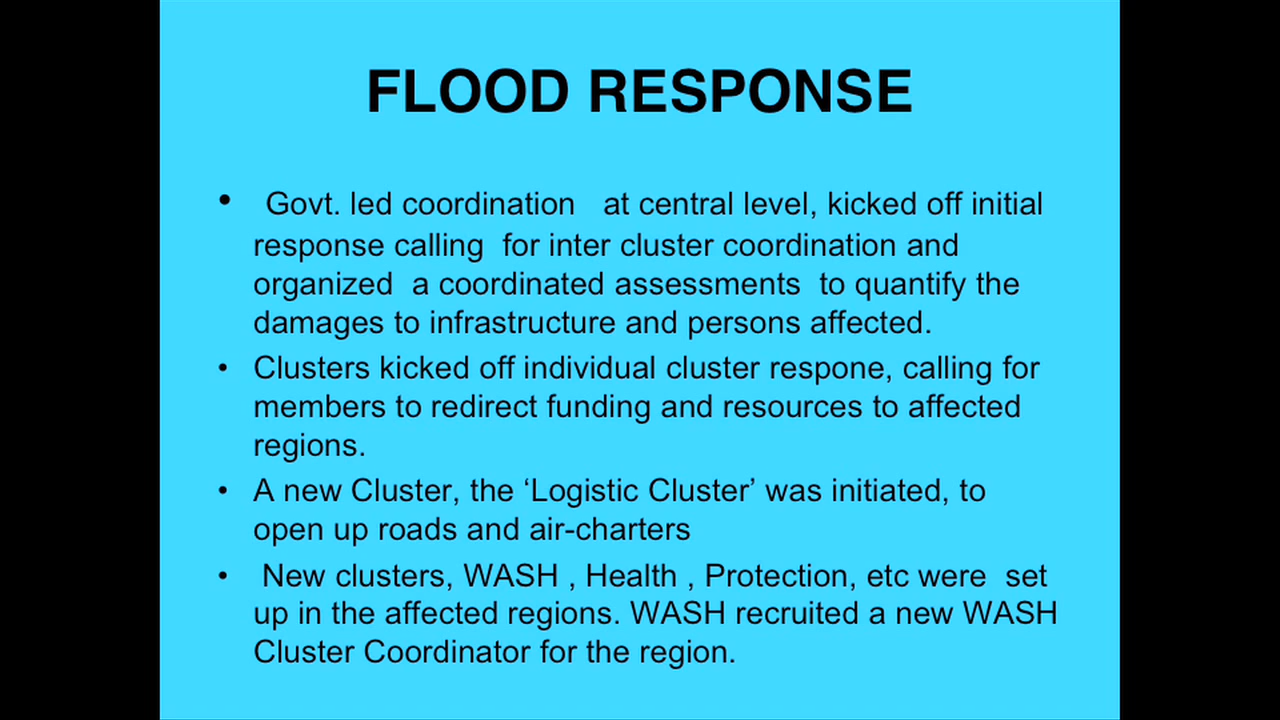 FLOOD RESPONSE
• Govt. led coordination at central level, kicked off initial
response calling for inter cluster coordination and
organized a coordinated assessments to quantify the
damages to infrastructure and persons affected.
• Clusters kicked off individual cluster respone, calling for
members to redirect funding and resources to affected
regions.
• A new Cluster, the ‘Logistic Cluster’ was initiated, to
open up roads and air-charters
• New clusters, WASH , Health , Protection, etc were set
up in the affected regions. WASH recruited a new WASH
Cluster Coordinator for the region.